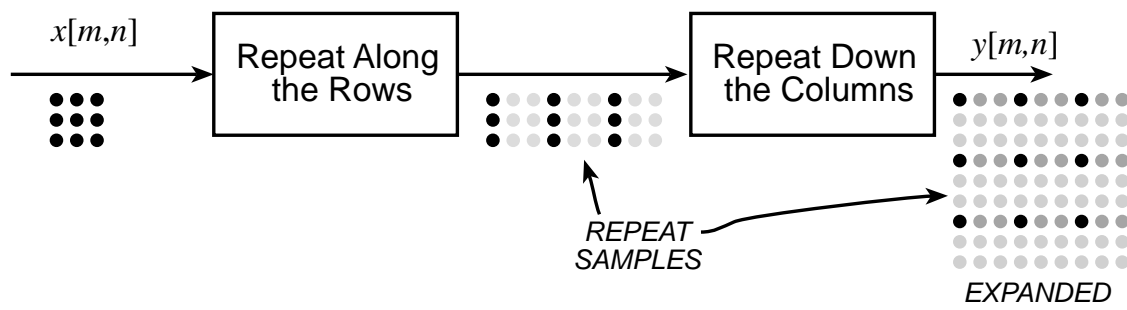 x[m,n]
Repeat Along
the Rows
Repeat Down
the Columns
y[m,n]
REPEAT
SAMPLES
EXPANDED